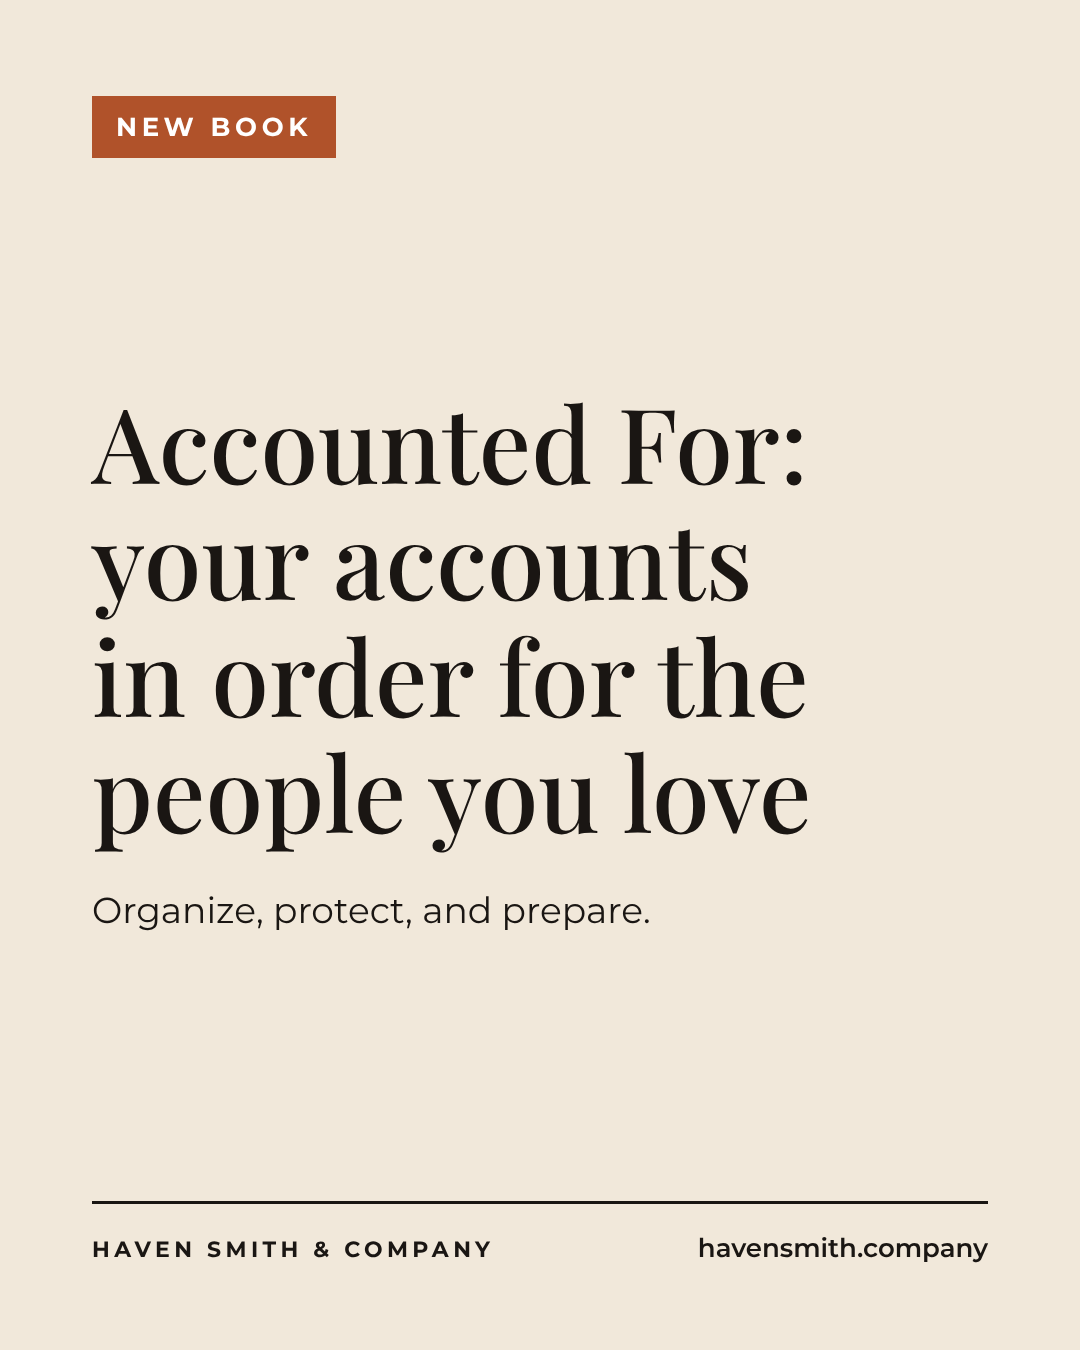 NEW BOOK
Accounted For:
your accounts
in order for the
people you love
Organize, protect, and prepare.
HAVEN SMITH & COMPANY
havensmith.company